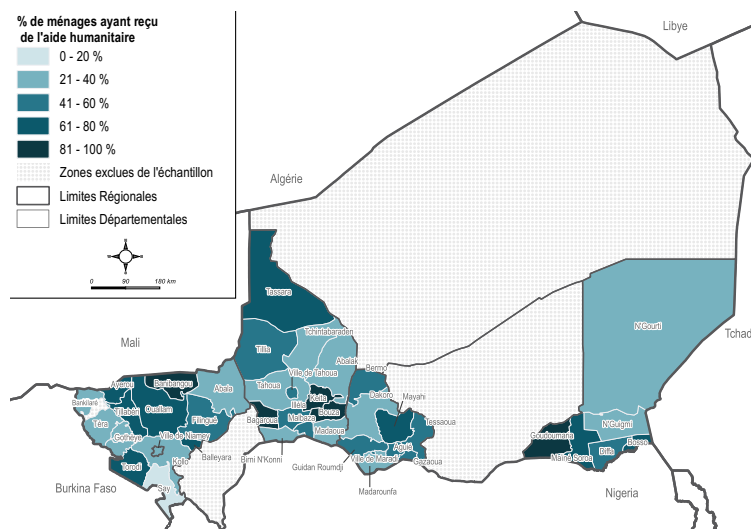 % de ménages ayant reçu
de l'aide humanitaire
0 - 20 %
21 - 40 %
41 - 60 %
61 - 80 %
81 - 100 %
Zones exclues de l'échantillon
Limites Régionales
Limites Départementales
0 90 180 km
Libye
Algérie
Mali
Tchad
Burkina Faso
Nigeria
Tassara
Tchintabaraden
Tillia
Abalak
Ville de Tahoua
Tahoua
Bermo
N'Gourti
Ayerou
Banibangou
Abala
Bankilaré
Tillabéri
Ouallam
Filingué
Téra
Gothèye
Ville de Niamey
Balleyara
Kollo
Torodi
Say
Keita
Illéla
Bouza
Bagaroua
Malbaza
Madaoua
Birni N'Konni
Dakoro
Mayahi
Tessaoua
Guidan Roumdji
Aguié
Ville de Maradi
Gazaoua
Madarounfa
N'Guigmi
Goudoumaria
Maïné Soroa
Diffa
Bosso